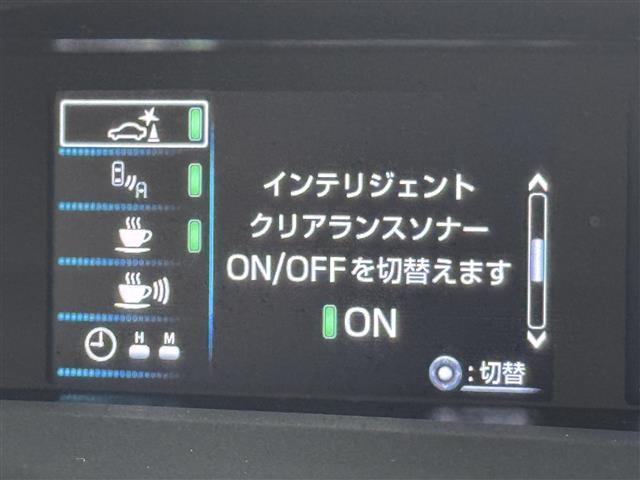 インテリジェント
クリアランスソナー
ON/OFFを切替えます
ON
H M
:切替